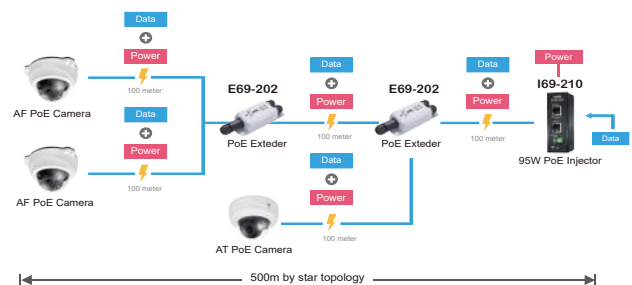 Data
Power
100 meter
AF PoE Camera
Data
Power
100 meter
AF PoE Camera
E69-202
PoE Exteder
Data
Power
100 meter
E69-202
PoE Exteder
Data
Power
100 meter
AT PoE Camera
Data
Power
100 meter
Power
I69-210
95W PoE Injector
Data
500m by star topology